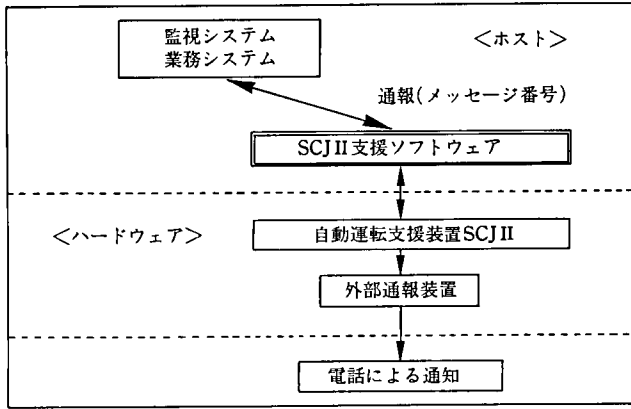 監視システム
業務システム
＜ホスト＞
通報(メッセージ番号)
SCJⅡ支援ソフトウェア
＜ハードウェア＞
自動運転支援装置SCJⅡ
外部通報装置
電話による通知